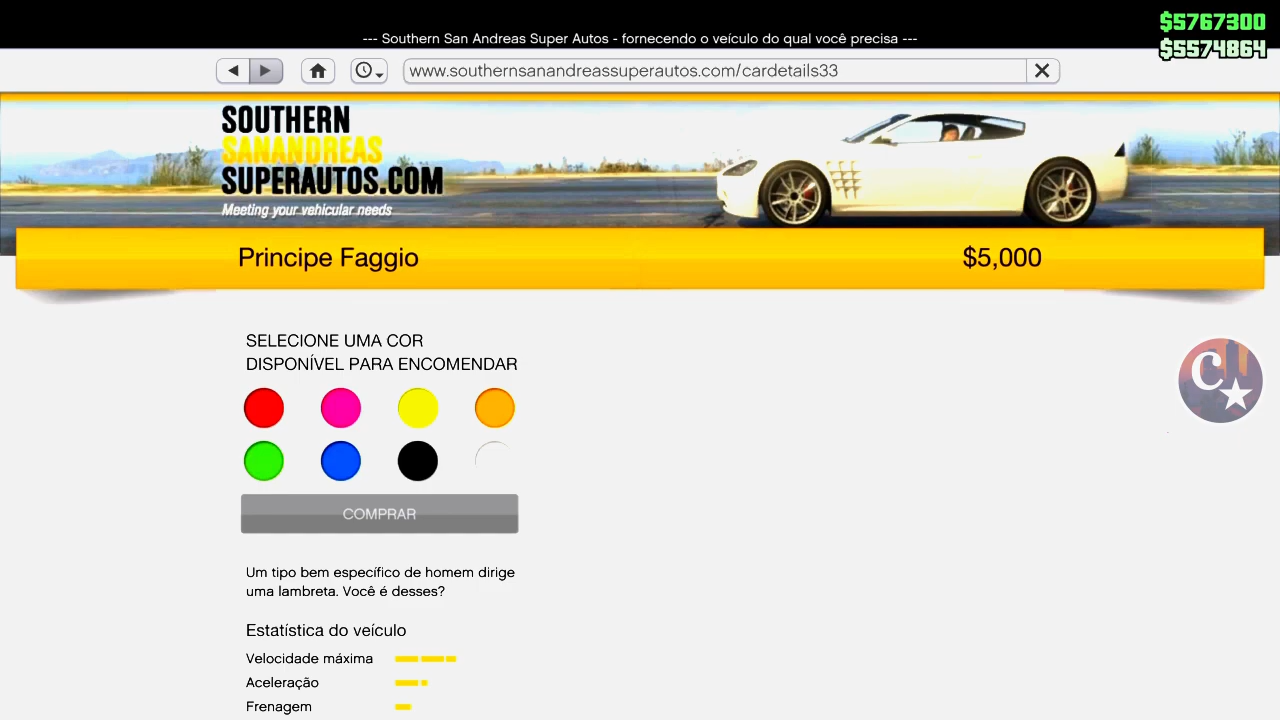 $5767300
--- Southern San Andreas Super Autos - fornecendo o veículo do qual você precisa ---
$5574864
www.southernsanandreassuperautos.com/cardetails33
SOUTHERN
SANANDREAS
SUPERAUTOS.COM
Meeting your vehicular needs
Principe Faggio
$5,000
SELECIONE UMA COR
DISPONÍVEL PARA ENCOMENDAR
C
COMPRAR
Um tipo bem específico de homem dirige
uma lambreta. Você é desses?
Estatística do veículo
Velocidade máxima
Aceleração
Frenagem